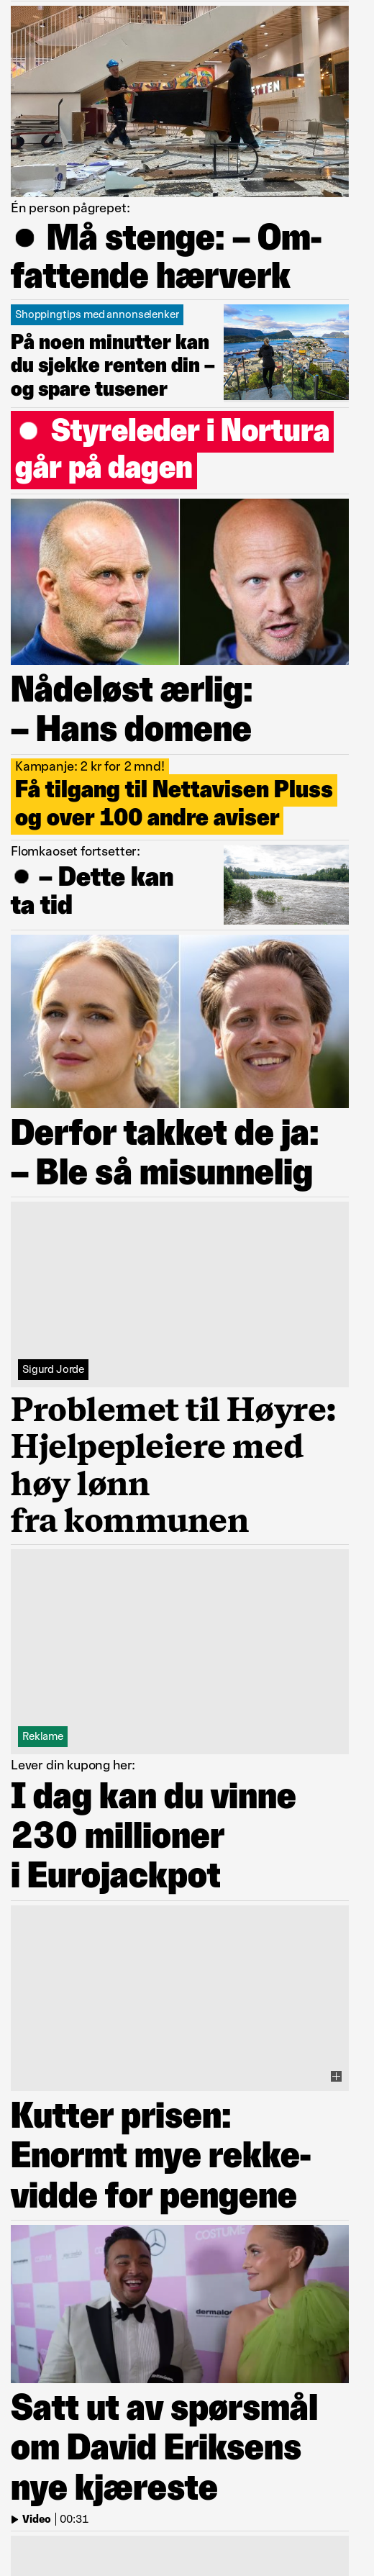 ETTEN
Én person pågrepet:
Må stenge: – Om-
fattende hærverk
Shoppingtips med annonselenker
På noen minutter kan
du sjekke renten din –
og spare tusener
Styreleder i Nortura
går på dagen
Nådeløst ærlig:
– Hans domene
Kampanje: 2 kr for 2 mnd!
Få tilgang til Nettavisen Pluss
og over 100 andre aviser
Flomkaoset fortsetter:
– Dette kan
ta tid
Derfor takket de ja:
– Ble så misunnelig
Sigurd Jorde
Problemet til Høyre:
Hjelpepleiere med
høy lønn
fra kommunen
Reklame
Lever din kupong her:
I dag kan du vinne
230 millioner
i Eurojackpot
Kutter prisen:
Enormt mye rekke-
vidde for pengene
COSTUME
dermalog
Satt ut av spørsmål
om David Eriksens
nye kjæreste
Video | 00:31